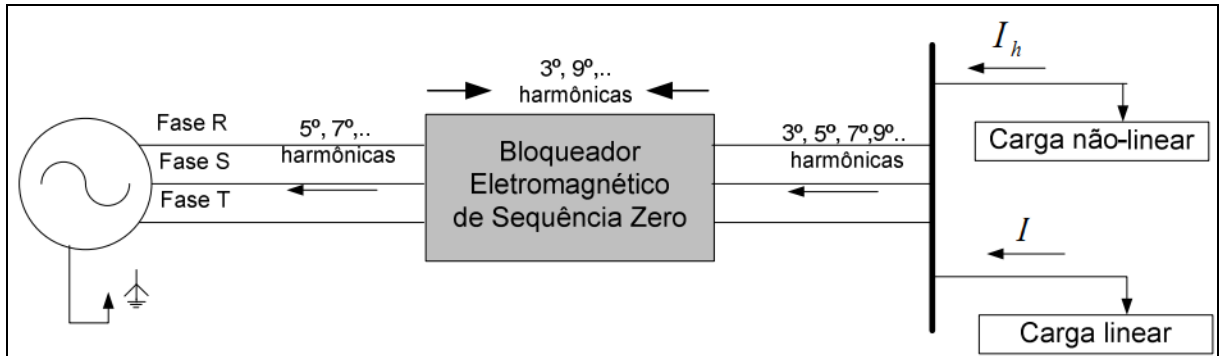 Fase R
Fase S
Fase T
5º, 7º,..
harmônicas
3º, 9º,..
harmônicas
Bloqueador
Eletromagnético
de Sequência Zero
3º, 5º, 7º,9º..
harmônicas
I_h
Carga não-linear
I
Carga linear